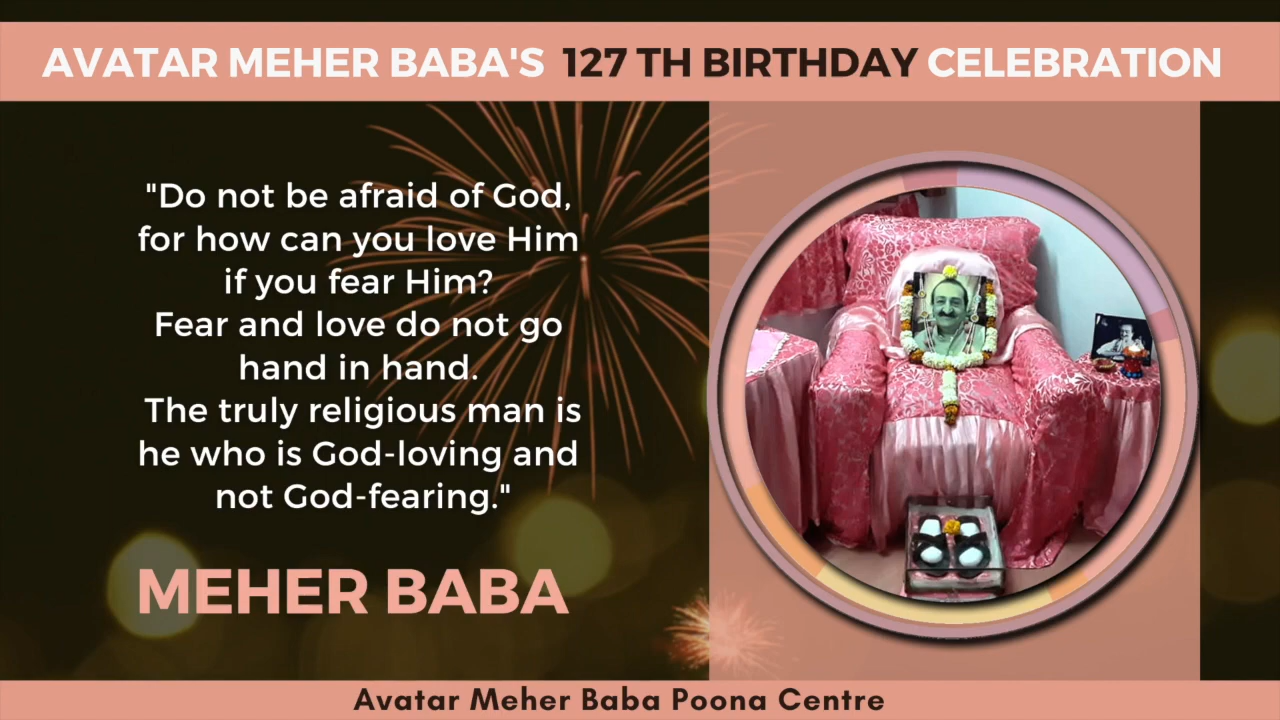 AVATAR MEHER BABA'S 127 TH BIRTHDAY CELEBRATION
"Do not be afraid of God,
for how can you love Him
if you fear Him?
Fear and love do not go
hand in hand.
The truly religious man is
he who is God-loving and
not God-fearing."
MEHER BABA
Avatar Meher Baba Poona Centre